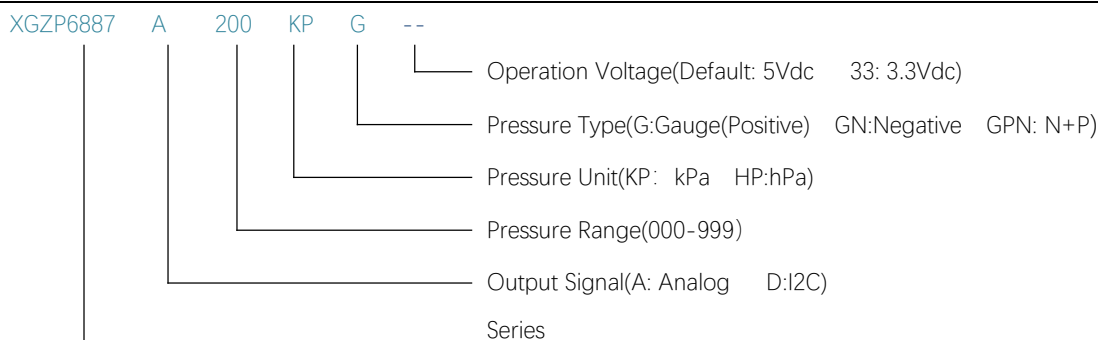 XGZP6887 A 200 KP G --
Operation Voltage(Default: 5Vdc 33: 3.3Vdc)
Pressure Type(G:Gauge(Positive) GN:Negative GPN: N+P)
Pressure Unit(KP: kPa HP:hPa)
Pressure Range(000-999)
Output Signal(A: Analog D:I2C)
Series